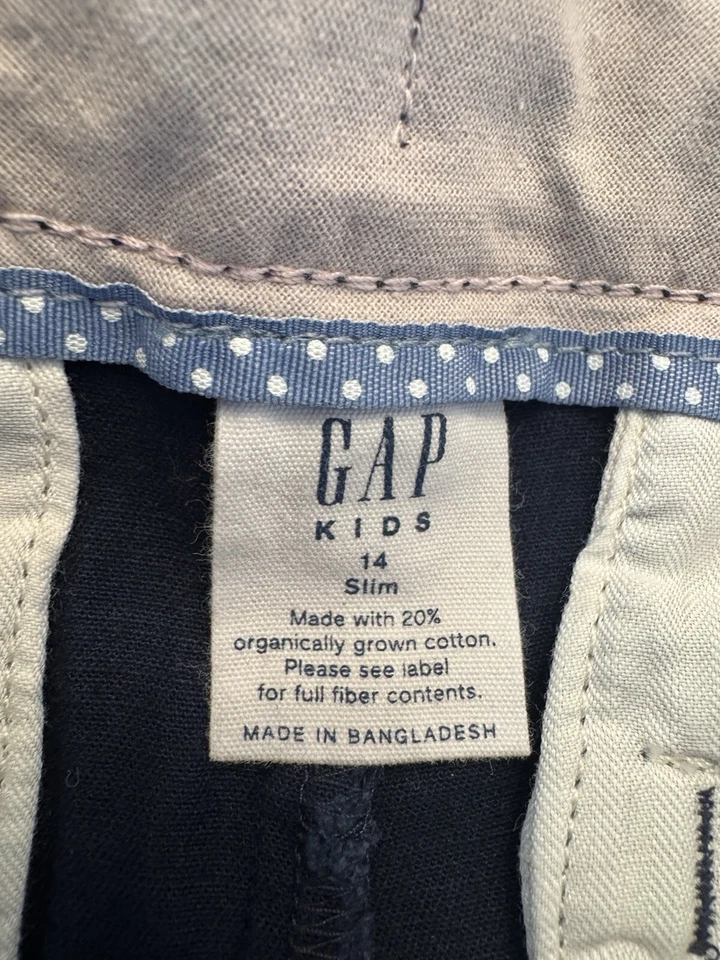 GAP
KIDS
14
Slim
Made with 20%
organically grown cotton.
Please see label
for full fiber contents.
MADE IN BANGLADESH